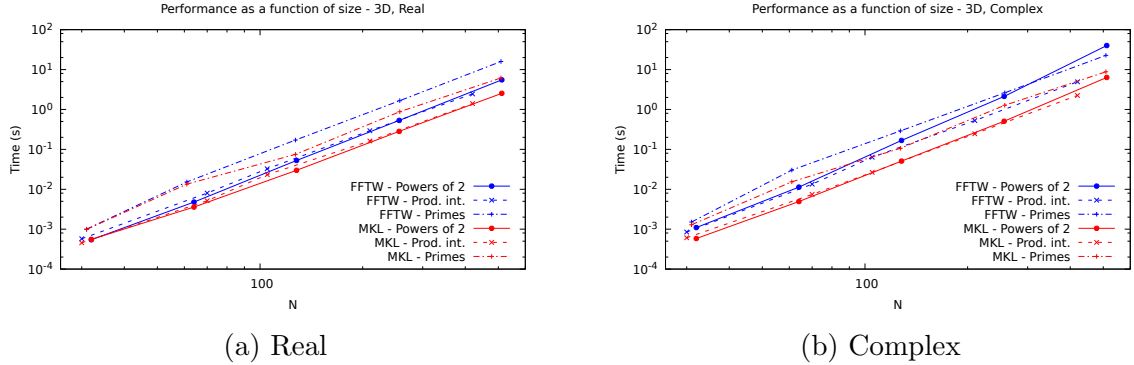 Performance as a function of size - 3D, Real
Time (s)
10^2
10^1
10^0
10^-1
10^-2
10^-3
10^-4
100
N
FFTW - Powers of 2
FFTW - Prod. int.
FFTW - Primes
MKL - Powers of 2
MKL - Prod. int.
MKL - Primes
(a) Real
Performance as a function of size - 3D, Complex
Time (s)
10^2
10^1
10^0
10^-1
10^-2
10^-3
10^-4
100
N
FFTW - Powers of 2
FFTW - Prod. int.
FFTW - Primes
MKL - Powers of 2
MKL - Prod. int.
MKL - Primes
(b) Complex